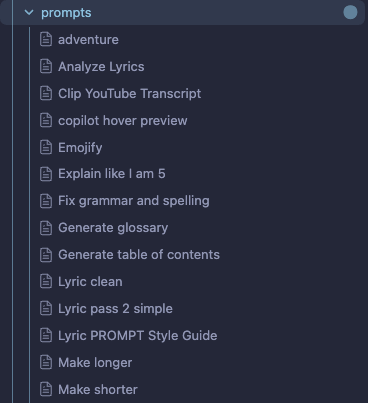 prompts
adventure
Analyze Lyrics
Clip YouTube Transcript
copilot hover preview
Emojify
Explain like I am 5
Fix grammar and spelling
Generate glossary
Generate table of contents
Lyric clean
Lyric pass 2 simple
Lyric PROMPT Style Guide
Make longer
Make shorter